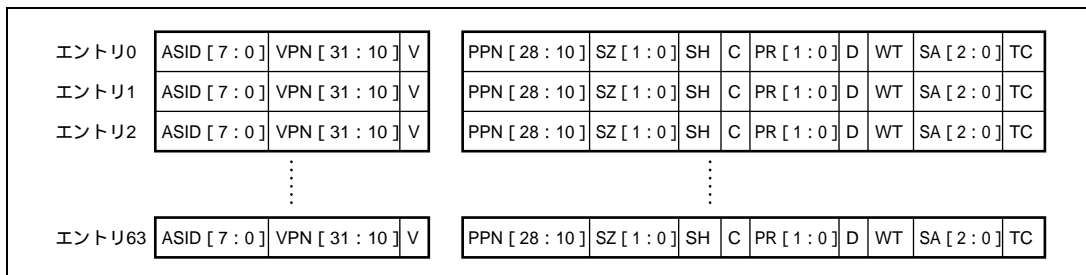 エントリ0 ASID [ 7 : 0 ] VPN [ 31 : 10 ] V PPN [ 28 : 10 ] SZ [ 1 : 0 ] SH C PR [ 1 : 0 ] D WT SA [ 2 : 0 ] TC
エントリ1 ASID [ 7 : 0 ] VPN [ 31 : 10 ] V PPN [ 28 : 10 ] SZ [ 1 : 0 ] SH C PR [ 1 : 0 ] D WT SA [ 2 : 0 ] TC
エントリ2 ASID [ 7 : 0 ] VPN [ 31 : 10 ] V PPN [ 28 : 10 ] SZ [ 1 : 0 ] SH C PR [ 1 : 0 ] D WT SA [ 2 : 0 ] TC
エントリ63 ASID [ 7 : 0 ] VPN [ 31 : 10 ] V PPN [ 28 : 10 ] SZ [ 1 : 0 ] SH C PR [ 1 : 0 ] D WT SA [ 2 : 0 ] TC